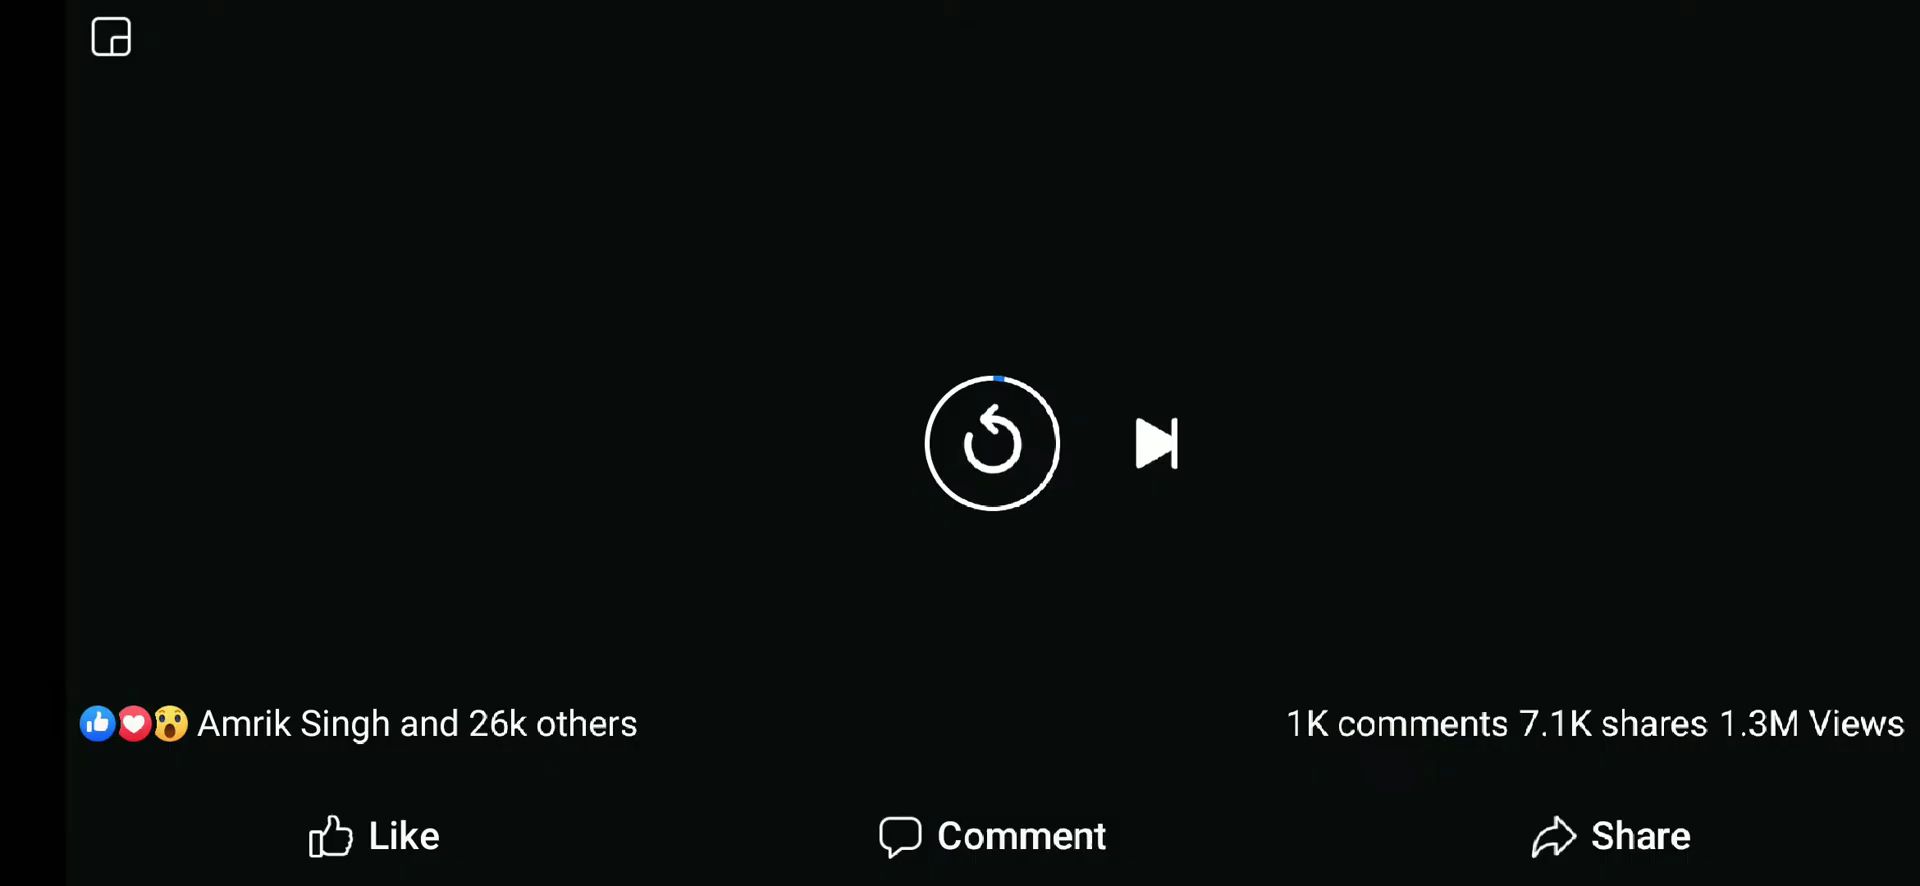 Amrik Singh and 26k others
1K comments 7.1K shares 1.3M Views
Like
Comment
Share